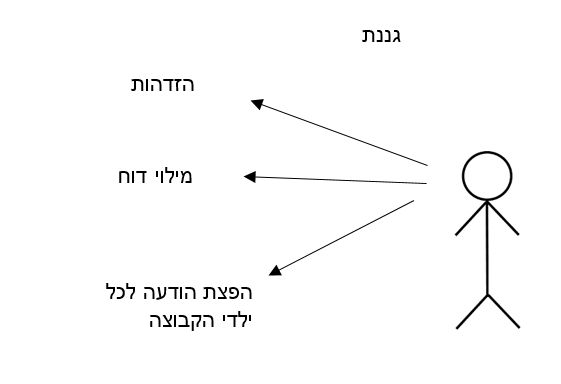 גננת
הזדהות
מילוי דוח
הפצת הודעה לכל
ילדי הקבוצה